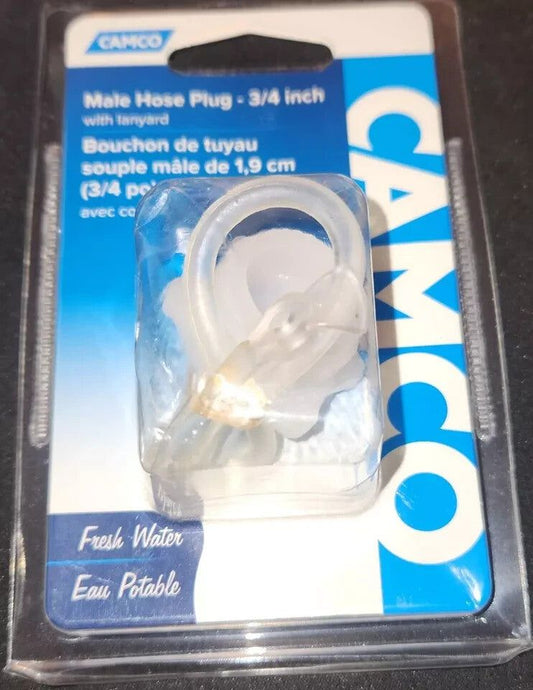 CAMCO
Male Hose Plug - 3/4 inch
with lanyard
Bouchon de tuyau
souple mâle de 1,9 cm
(3/4 po
avec
CAMCO
Fresh Water
Eau Potable